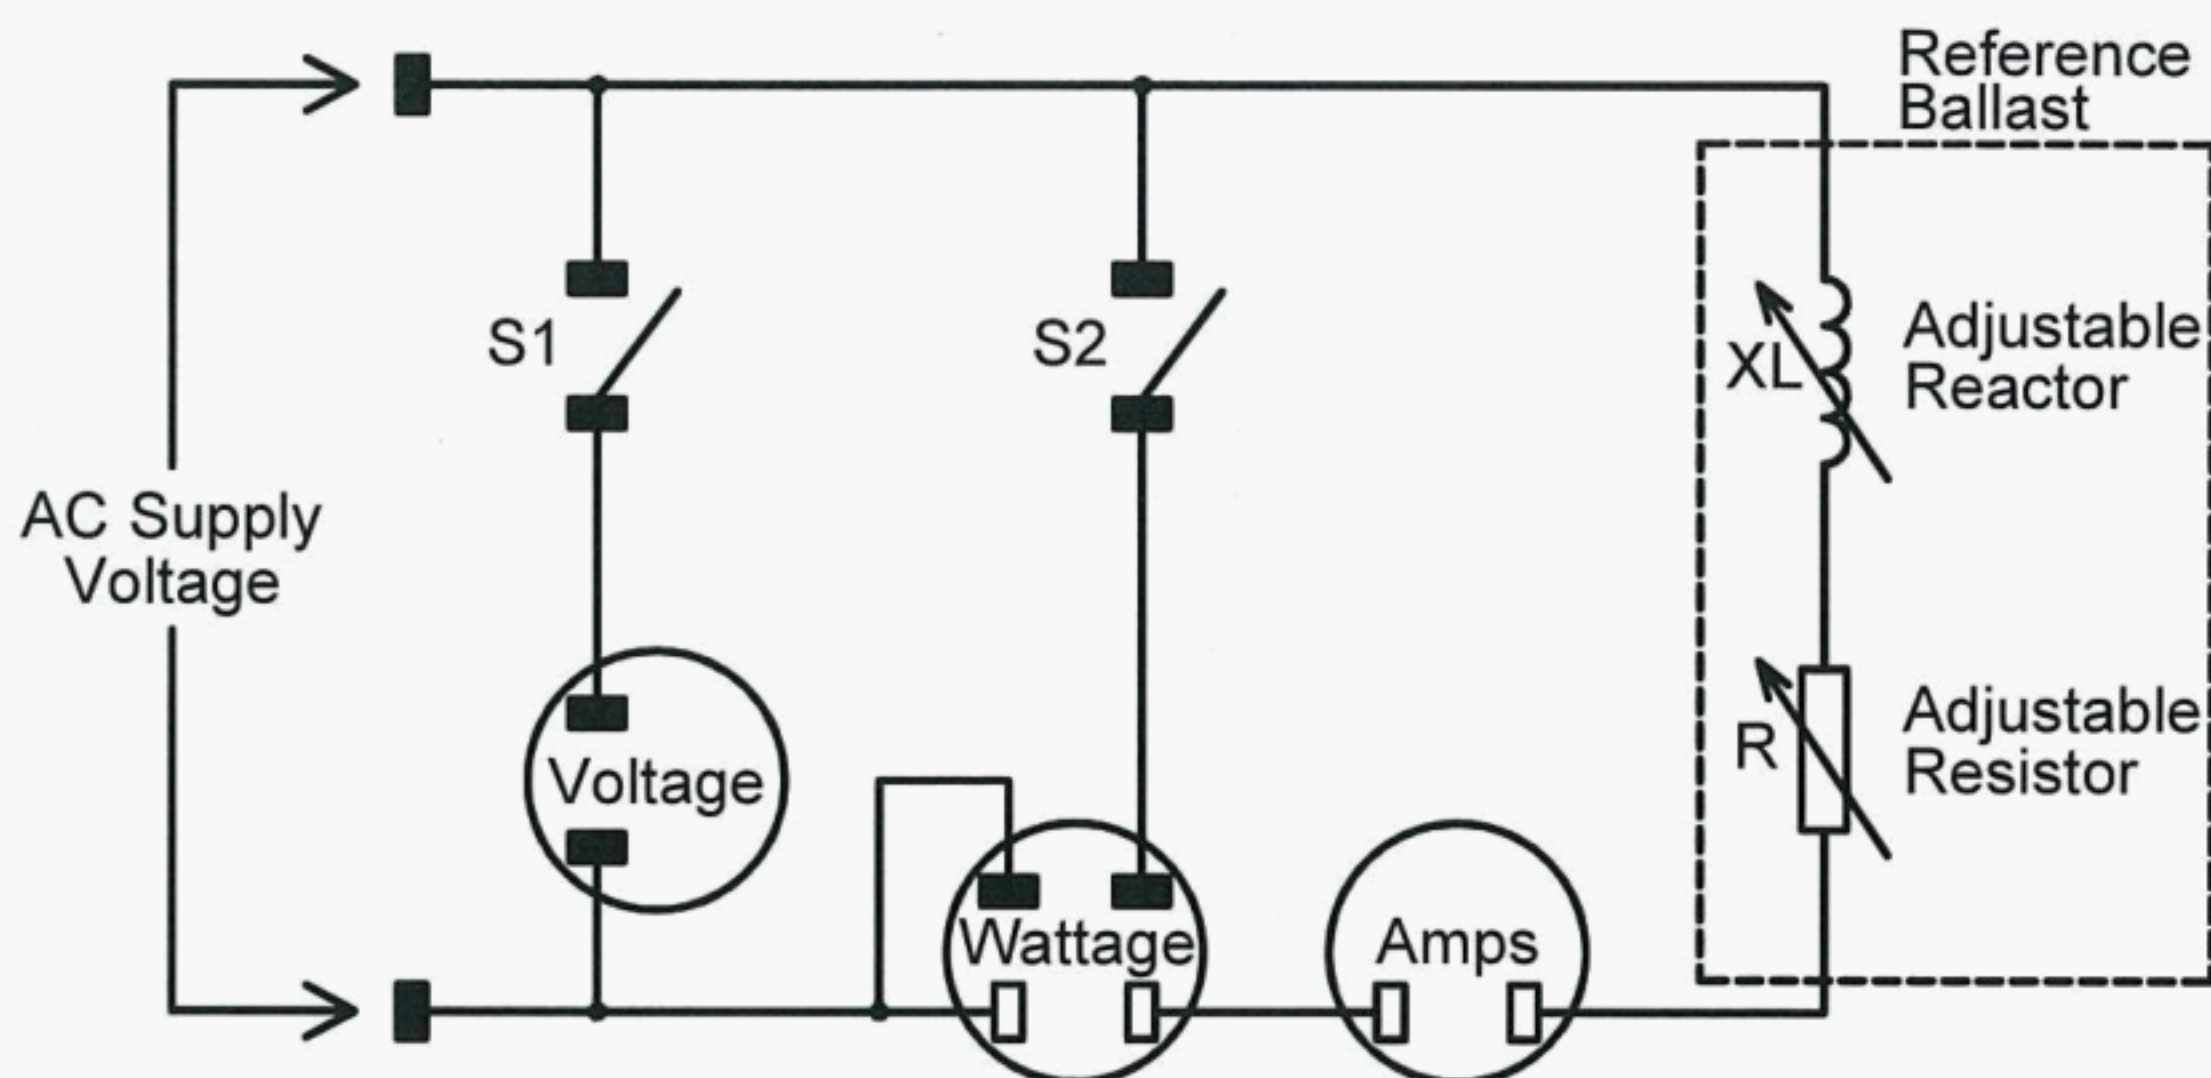 Reference
Ballast
S1
S2
XL
Adjustable
Reactor
AC Supply
Voltage
R
Adjustable
Resistor
Voltage
Wattage
Amps